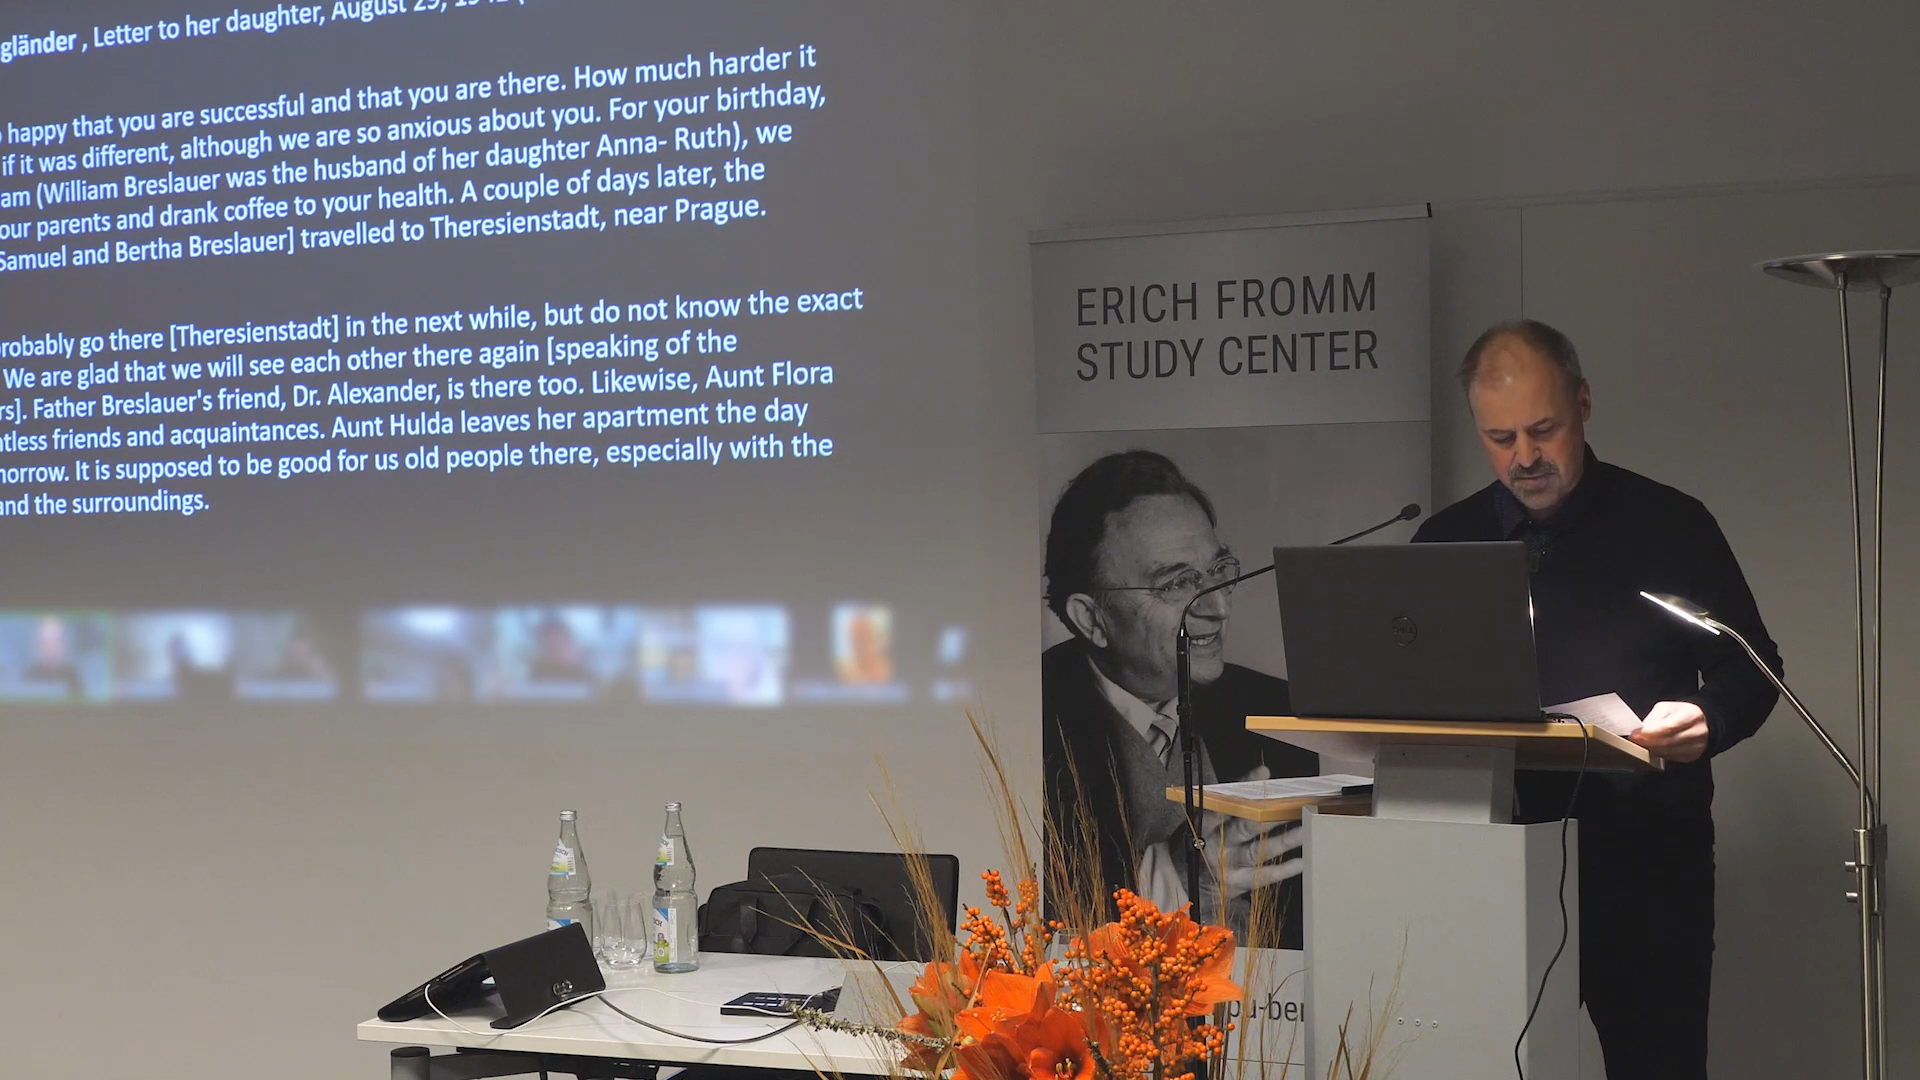 gländer , Letter to her daughter, August 29,
happy that you are successful and that you are there. How much harder it
if it was different, although we are so anxious about you. For your birthday,
am (William Breslauer was the husband of her daughter Anna- Ruth), we
our parents and drank coffee to your health. A couple of days later, the
Samuel and Bertha Breslauer] travelled to Theresienstadt, near Prague.
robably go there [Theresienstadt] in the next while, but do not know the exact
We are glad that we will see each other there again [speaking of the
rs]. Father Breslauer's friend, Dr. Alexander, is there too. Likewise, Aunt Flora
ntless friends and acquaintances. Aunt Hulda leaves her apartment the day
morrow. It is supposed to be good for us old people there, especially with the
and the surroundings.
ERICH FROMM
STUDY CENTER
DELL
pu-ber